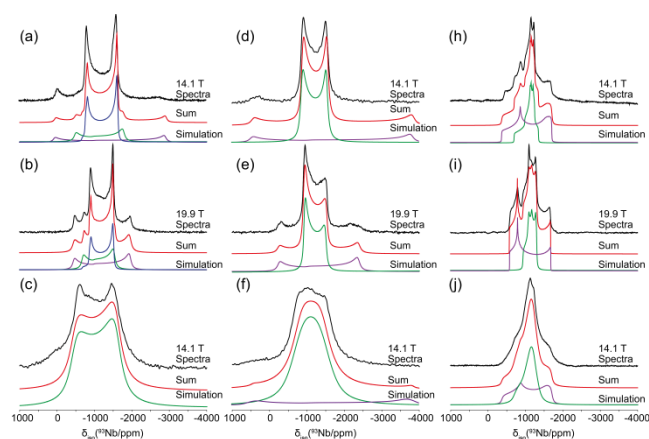 (a)
14.1 T
Spectra
Sum
Simulation
(d)
14.1 T
Spectra
Sum
Simulation
(h)
14.1 T
Spectra
Sum
Simulation
(b)
19.9 T
Spectra
Sum
Simulation
(e)
19.9 T
Spectra
Sum
Simulation
(i)
19.9 T
Spectra
Sum
Simulation
(c)
14.1 T
Spectra
Sum
Simulation
(f)
14.1 T
Spectra
Sum
Simulation
(j)
14.1 T
Spectra
Sum
Simulation
1000 0 -1000 -2000 -3000 -4000
1000 0 -1000 -2000 -3000 -4000
1000 0 -1000 -2000 -3000 -4000
δiso(⁹³Nb/ppm)
δiso(⁹³Nb/ppm)
δiso(⁹³Nb/ppm)